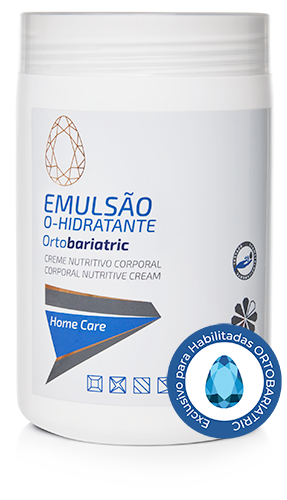 EMULSÃO
O-HIDRATANTE
Ortobariatric
CREME NUTRITIVO CORPORAL
CORPORAL NUTRITIVE CREAM
Home Care
Exclusivo para Habilitadas ORTOBARIATRIC